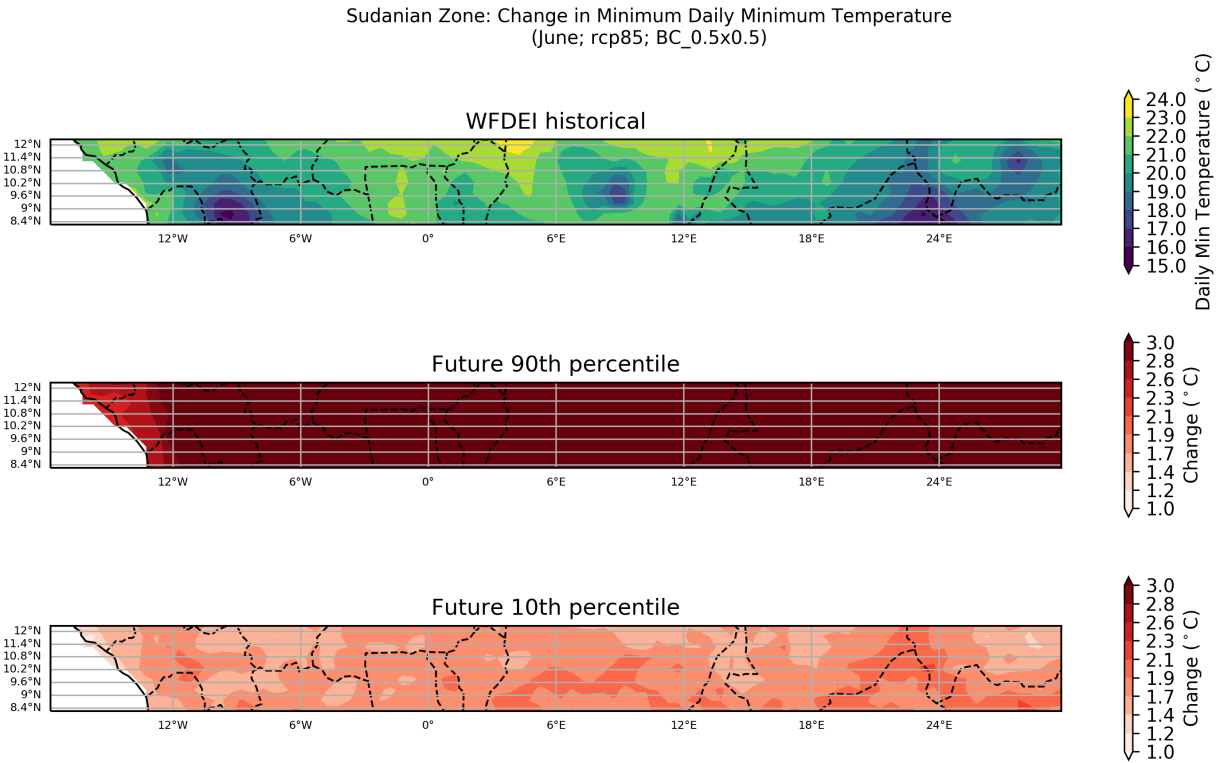 Sudanian Zone: Change in Minimum Daily Minimum Temperature
(June; rcp85; BC_0.5x0.5)
WFDEI historical
12°N
11.4°N
10.8°N
10.2°N
9.6°N
9°N
8.4°N
12°W 6°W 0° 6°E 12°E 18°E 24°E
24.0
23.0
22.0
21.0
20.0
19.0
18.0
17.0
16.0
15.0
Daily Min Temperature (°C)
Future 90th percentile
12°N
11.4°N
10.8°N
10.2°N
9.6°N
9°N
8.4°N
12°W 6°W 0° 6°E 12°E 18°E 24°E
3.0
2.8
2.6
2.3
2.1
1.9
1.7
1.4
1.2
1.0
Change (°C)
Future 10th percentile
12°N
11.4°N
10.8°N
10.2°N
9.6°N
9°N
8.4°N
12°W 6°W 0° 6°E 12°E 18°E 24°E
3.0
2.8
2.6
2.3
2.1
1.9
1.7
1.4
1.2
1.0
Change (°C)